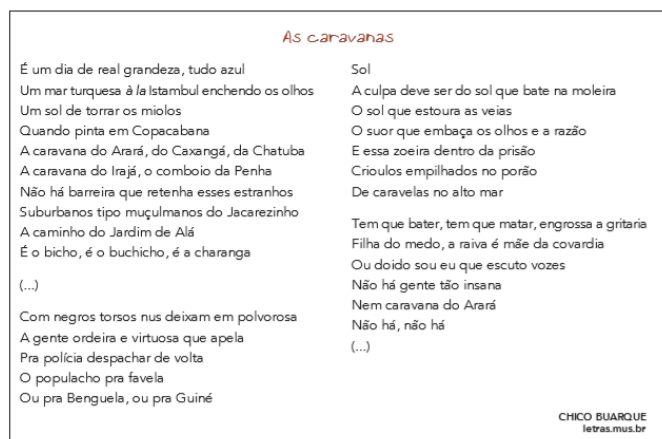 As caravanas
É um dia de real grandeza, tudo azul
Um mar turquesa à la Istambul enchendo os olhos
Um sol de torrar os miolos
Quando pinta em Copacabana
A caravana do Arará, do Caxangá, da Chatuba
A caravana do Irajá, o comboio da Penha
Não há barreira que retenha esses estranhos
Suburbanos tipo muçulmanos do Jacarezinho
A caminho do Jardim de Alá
É o bicho, é o buchicho, é a charanga
(...)
Com negros torsos nus deixam em polvorosa
A gente ordeira e virtuosa que apela
Pra polícia despachar de volta
O populacho pra favela
Ou pra Benguela, ou pra Guiné
Sol
A culpa deve ser do sol que bate na moleira
O sol que estoura as veias
O suor que embaça os olhos e a razão
E essa zoeira dentro da prisão
Crioulos empilhados no porão
De caravelas no alto mar
Tem que bater, tem que matar, engrossa a gritaria
Filha do medo, a raiva é mãe da covardia
Ou doido sou eu que escuto vozes
Não há gente tão insana
Nem caravana do Arará
Não há, não há
(...)
CHICO BUARQUE
letras.mus.br